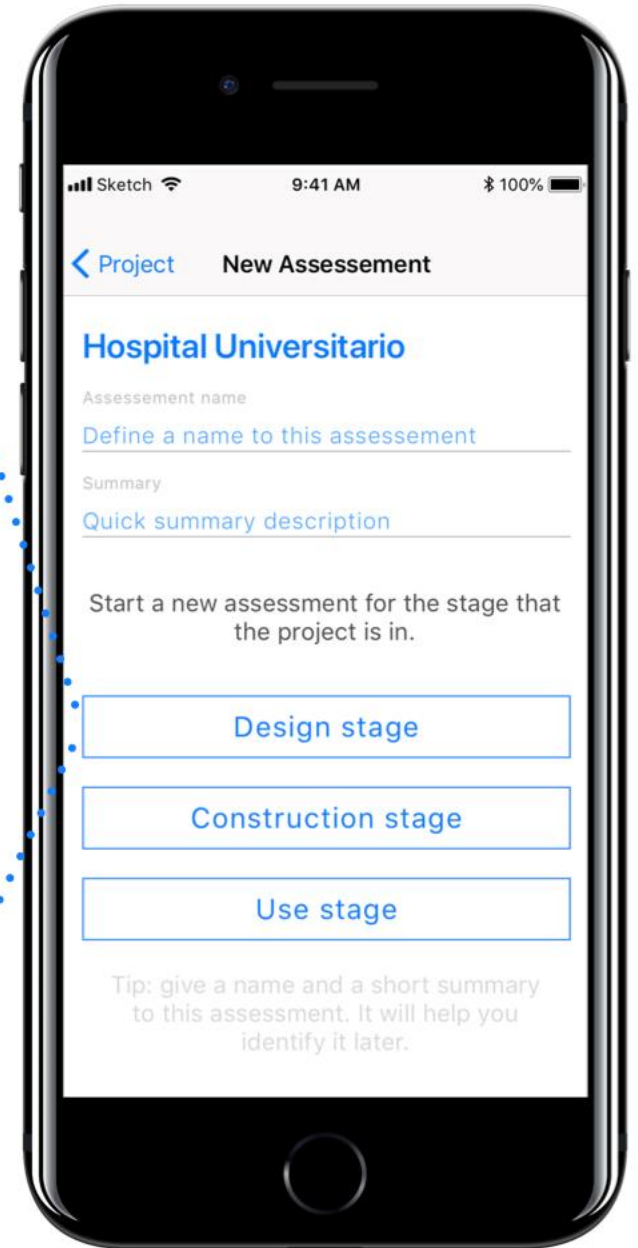 Sketch 9:41 AM 100%
Project New Assessement
Hospital Universitario
Assessement name
Define a name to this assessement
Summary
Quick summary description
Start a new assessment for the stage that
the project is in.
Design stage
Construction stage
Use stage
Tip: give a name and a short summary
to this assessment. It will help you
identify it later.